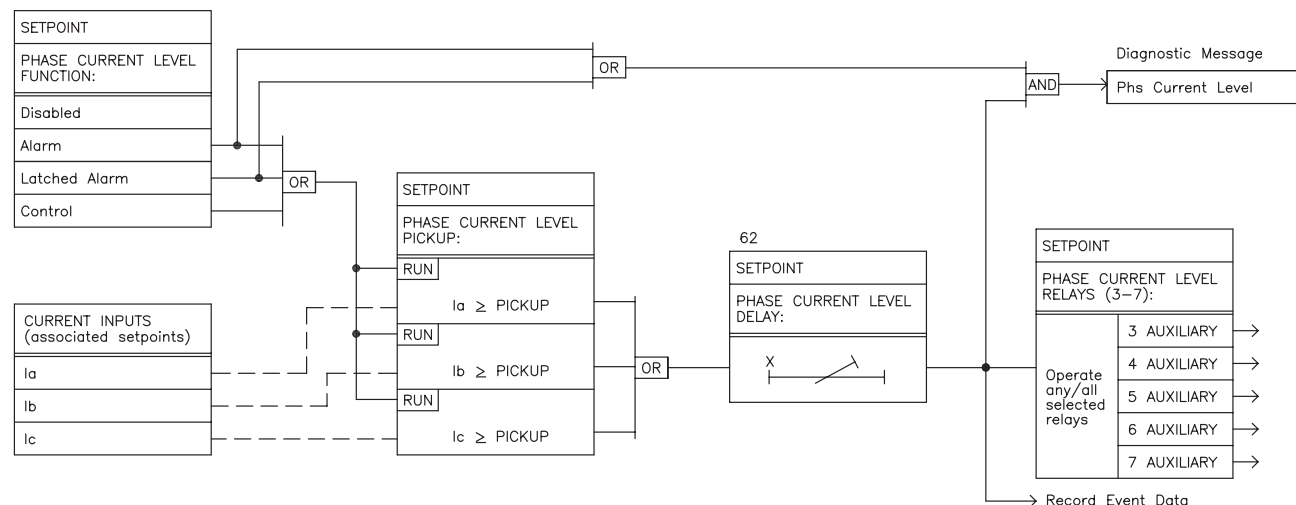 SETPOINT
PHASE CURRENT LEVEL
FUNCTION:
Disabled
Alarm
Latched Alarm
Control
OR
CURRENT INPUTS
(associated setpoints)
Ia
Ib
Ic
SETPOINT
PHASE CURRENT LEVEL
PICKUP:
RUN
Ia ≥ PICKUP
RUN
Ib ≥ PICKUP
RUN
Ic ≥ PICKUP
OR
OR
62
SETPOINT
PHASE CURRENT LEVEL
DELAY:
X
AND
Diagnostic Message
Phs Current Level
SETPOINT
PHASE CURRENT LEVEL
RELAYS (3-7):
Operate
any/all
selected
relays
3 AUXILIARY
4 AUXILIARY
5 AUXILIARY
6 AUXILIARY
7 AUXILIARY
Record Event Data